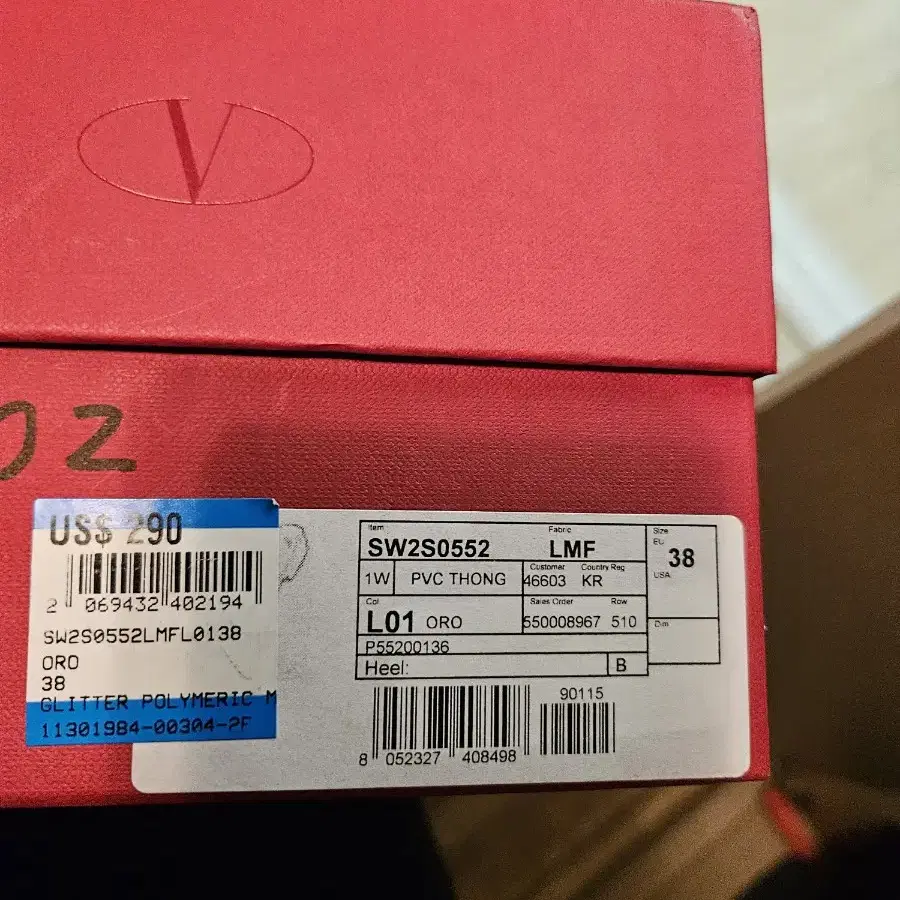 V
02
US$ 290
2 069432 402194
SW2S0552LMFL0138
ORO
38
GLITTER POLYMERIC M
11301984-00304-2F
Item
SW2S0552
Fabric
LMF
Size
EU
38
USA
1W PVC THONG
Customer
46603
Country Reg
KR
Col
L01 ORO
Sales Order
550008967
Row
510
Dim
P55200136
Heel:
B
90115
8 052327 408498